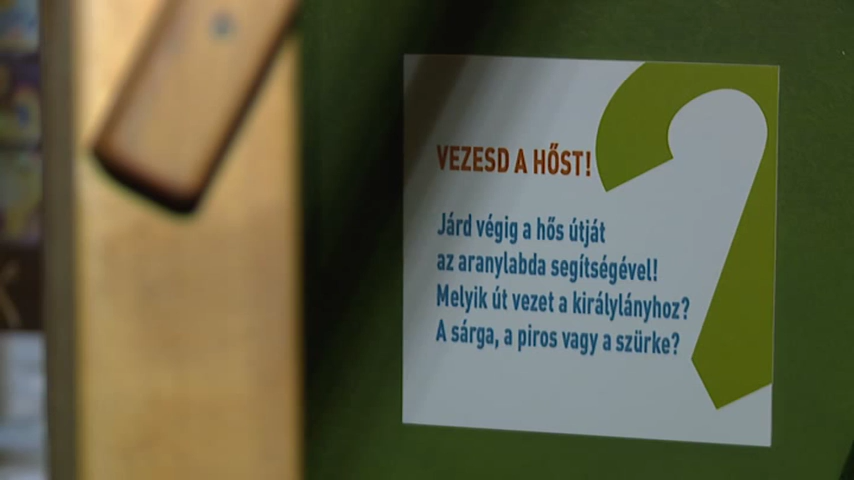 VEZESD A HŐST!
Járd végig a hős útját
az aranylabda segítségével!
Melyik út vezet a királylányhoz?
A sárga, a piros vagy a szürke?